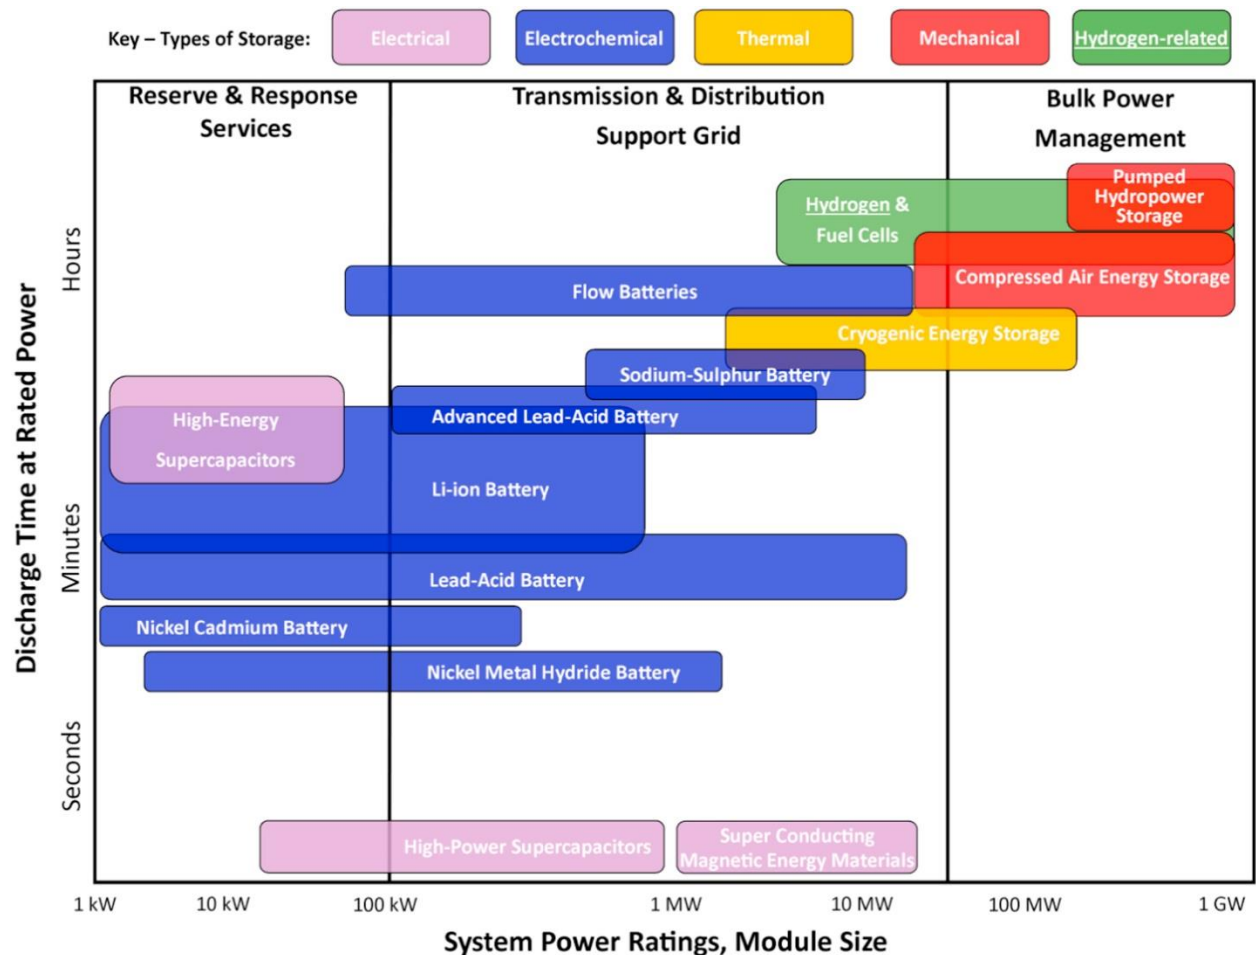 Key – Types of Storage:
Electrical
Electrochemical
Thermal
Mechanical
Hydrogen-related
Reserve & Response
Services
Transmission & Distribution
Support Grid
Bulk Power
Management
Pumped
Hydropower
Storage
Hydrogen &
Fuel Cells
Compressed Air Energy Storage
Flow Batteries
Cryogenic Energy Storage
Sodium-Sulphur Battery
Advanced Lead-Acid Battery
High-Energy
Supercapacitors
Li-ion Battery
Lead-Acid Battery
Nickel Cadmium Battery
Nickel Metal Hydride Battery
High-Power Supercapacitors
Super Conducting
Magnetic Energy Materials
Discharge Time at Rated Power
Hours
Minutes
Seconds
1 kW
10 kW
100 kW
1 MW
10 MW
100 MW
1 GW
System Power Ratings, Module Size